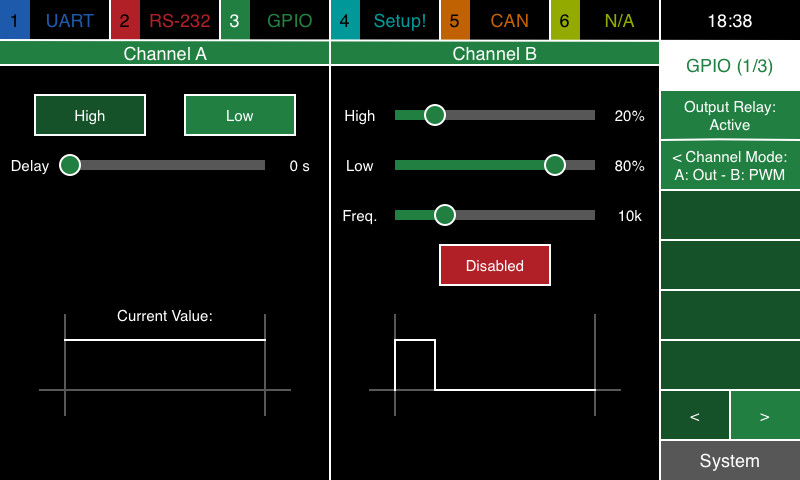 1 UART 2 RS-232 3 GPIO 4 Setup! 5 CAN 6 N/A 18:38
Channel A
Channel B
GPIO (1/3)
High Low
Delay 0 s
Current Value:
High 20%
Low 80%
Freq. 10k
Disabled
Output Relay:
Active
< Channel Mode:
A: Out - B: PWM
< >
System